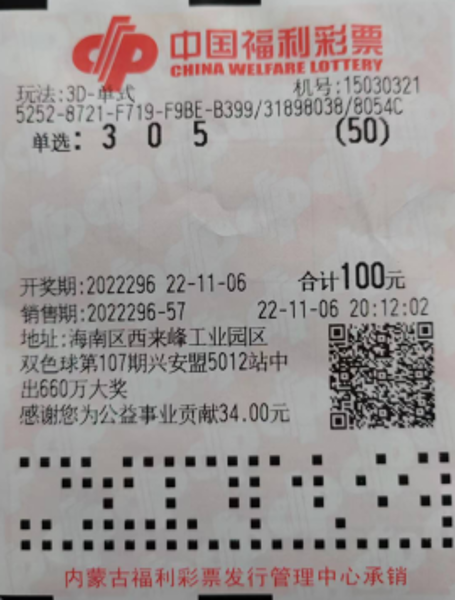 中国福利彩票
CHINA WELFARE LOTTERY
玩法:3D-单式 机号:15030321
5252-8721-F719-F9BE-B399/31898038/8054C
单选: 3 0 5 (50)
开奖期:2022296 22-11-06 合计100元
销售期:2022296-57 22-11-06 20:12:02
地址:海南区西来峰工业园区
双色球第107期兴安盟5012站中
出660万大奖
感谢您为公益事业贡献34.00元
内蒙古福利彩票发行管理中心承销